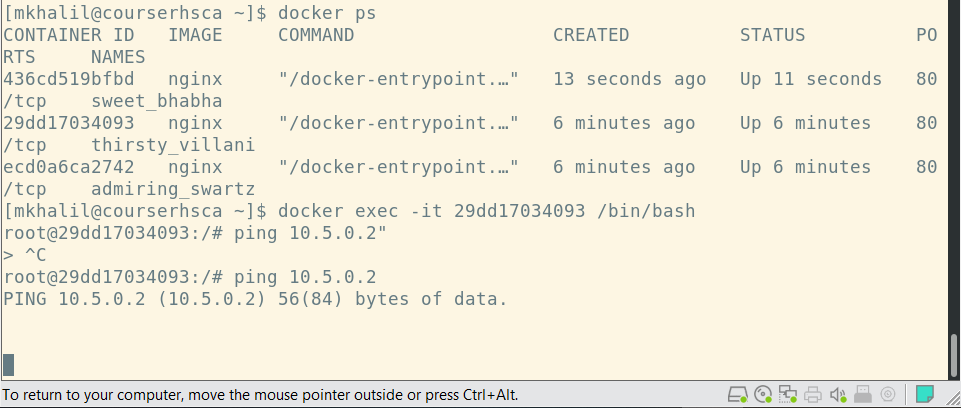 [mkhalil@courserhsca ~]$ docker ps
CONTAINER ID   IMAGE     COMMAND                  CREATED          STATUS          PO
RTS     NAMES
436cd519bfbd   nginx     "/docker-entrypoint.…"   13 seconds ago   Up 11 seconds   80
/tcp    sweet_bhabha
29dd17034093   nginx     "/docker-entrypoint.…"   6 minutes ago    Up 6 minutes    80
/tcp    thirsty_villani
ecd0a6ca2742   nginx     "/docker-entrypoint.…"   6 minutes ago    Up 6 minutes    80
/tcp    admiring_swartz
[mkhalil@courserhsca ~]$ docker exec -it 29dd17034093 /bin/bash
root@29dd17034093:/# ping 10.5.0.2"
> ^C
root@29dd17034093:/# ping 10.5.0.2
PING 10.5.0.2 (10.5.0.2) 56(84) bytes of data.
To return to your computer, move the mouse pointer outside or press Ctrl+Alt.